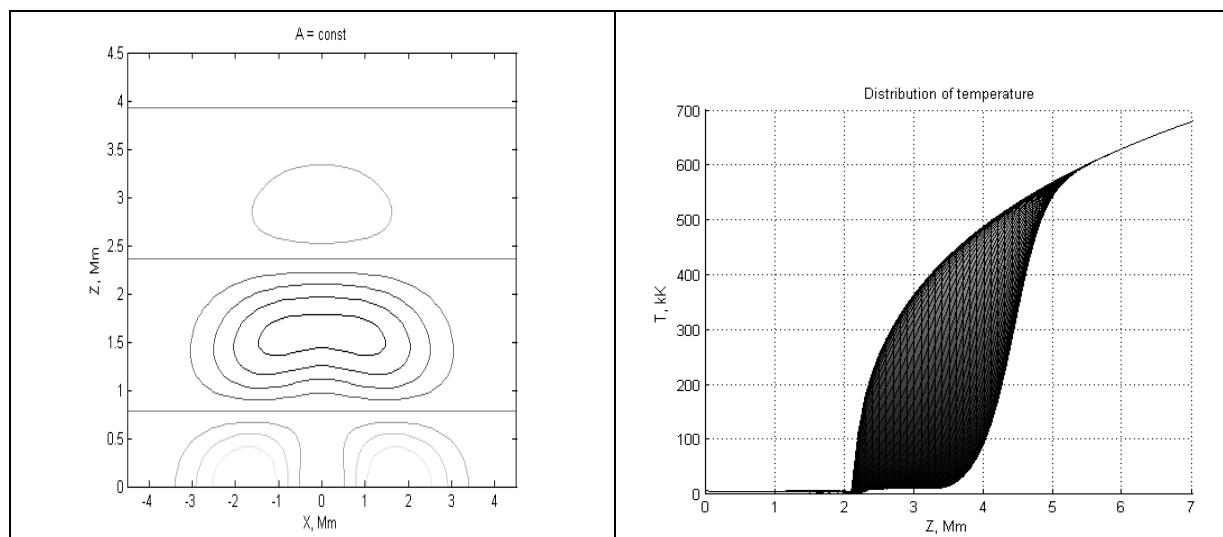 A = const
4.5
4
3.5
3
2.5
2
1.5
1
0.5
0
Z, Mm
-4 -3 -2 -1 0 1 2 3 4
X, Mm
Distribution of temperature
700
600
500
400
300
200
100
0
T, kK
0 1 2 3 4 5 6 7
Z, Mm